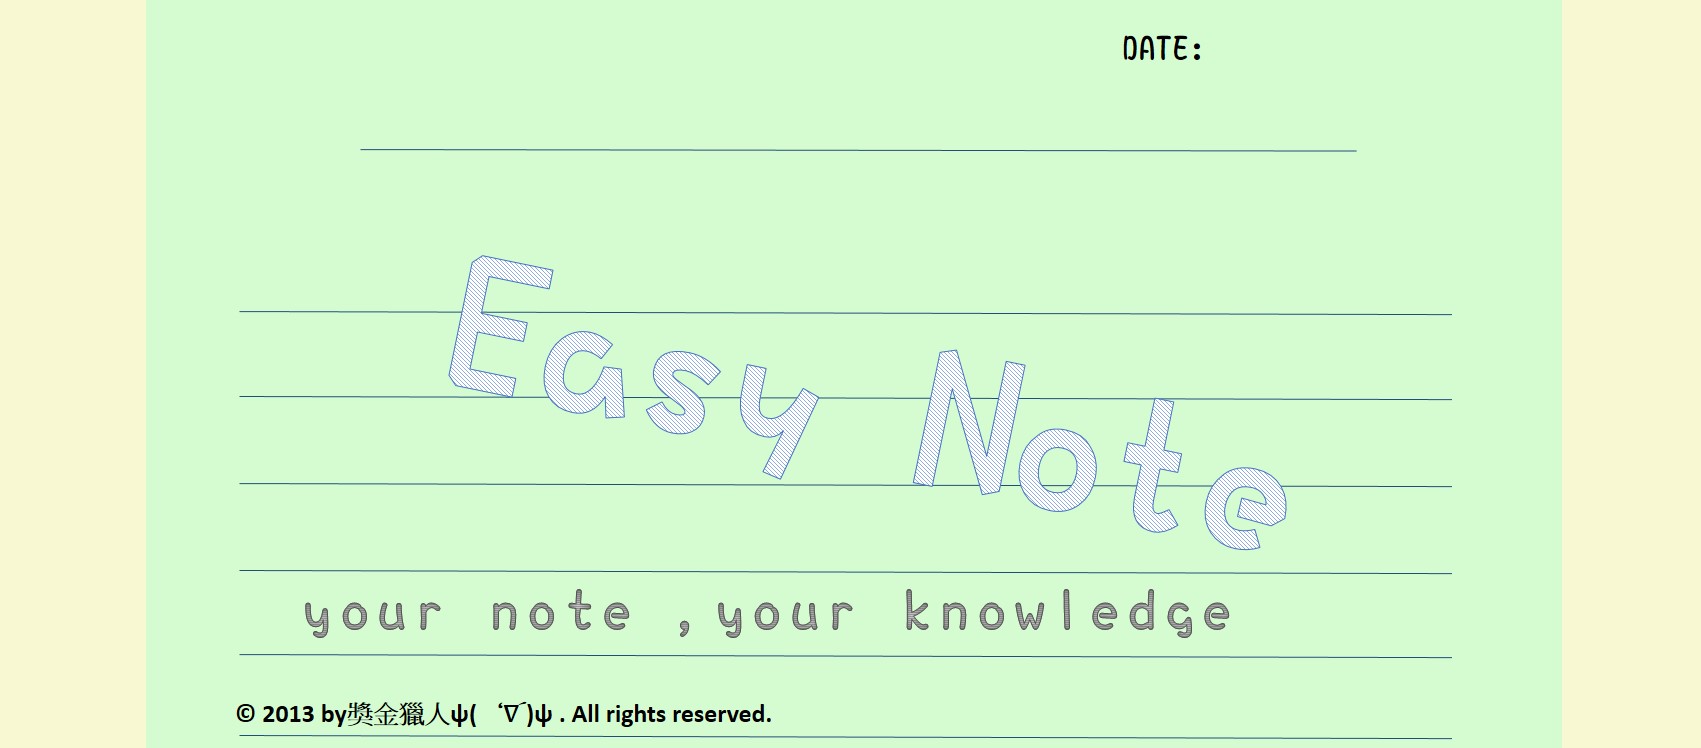 DATE:
Easy Note
your note ,your knowledge
© 2013 by獎金獵人ψ( ‘∇´)ψ . All rights reserved.